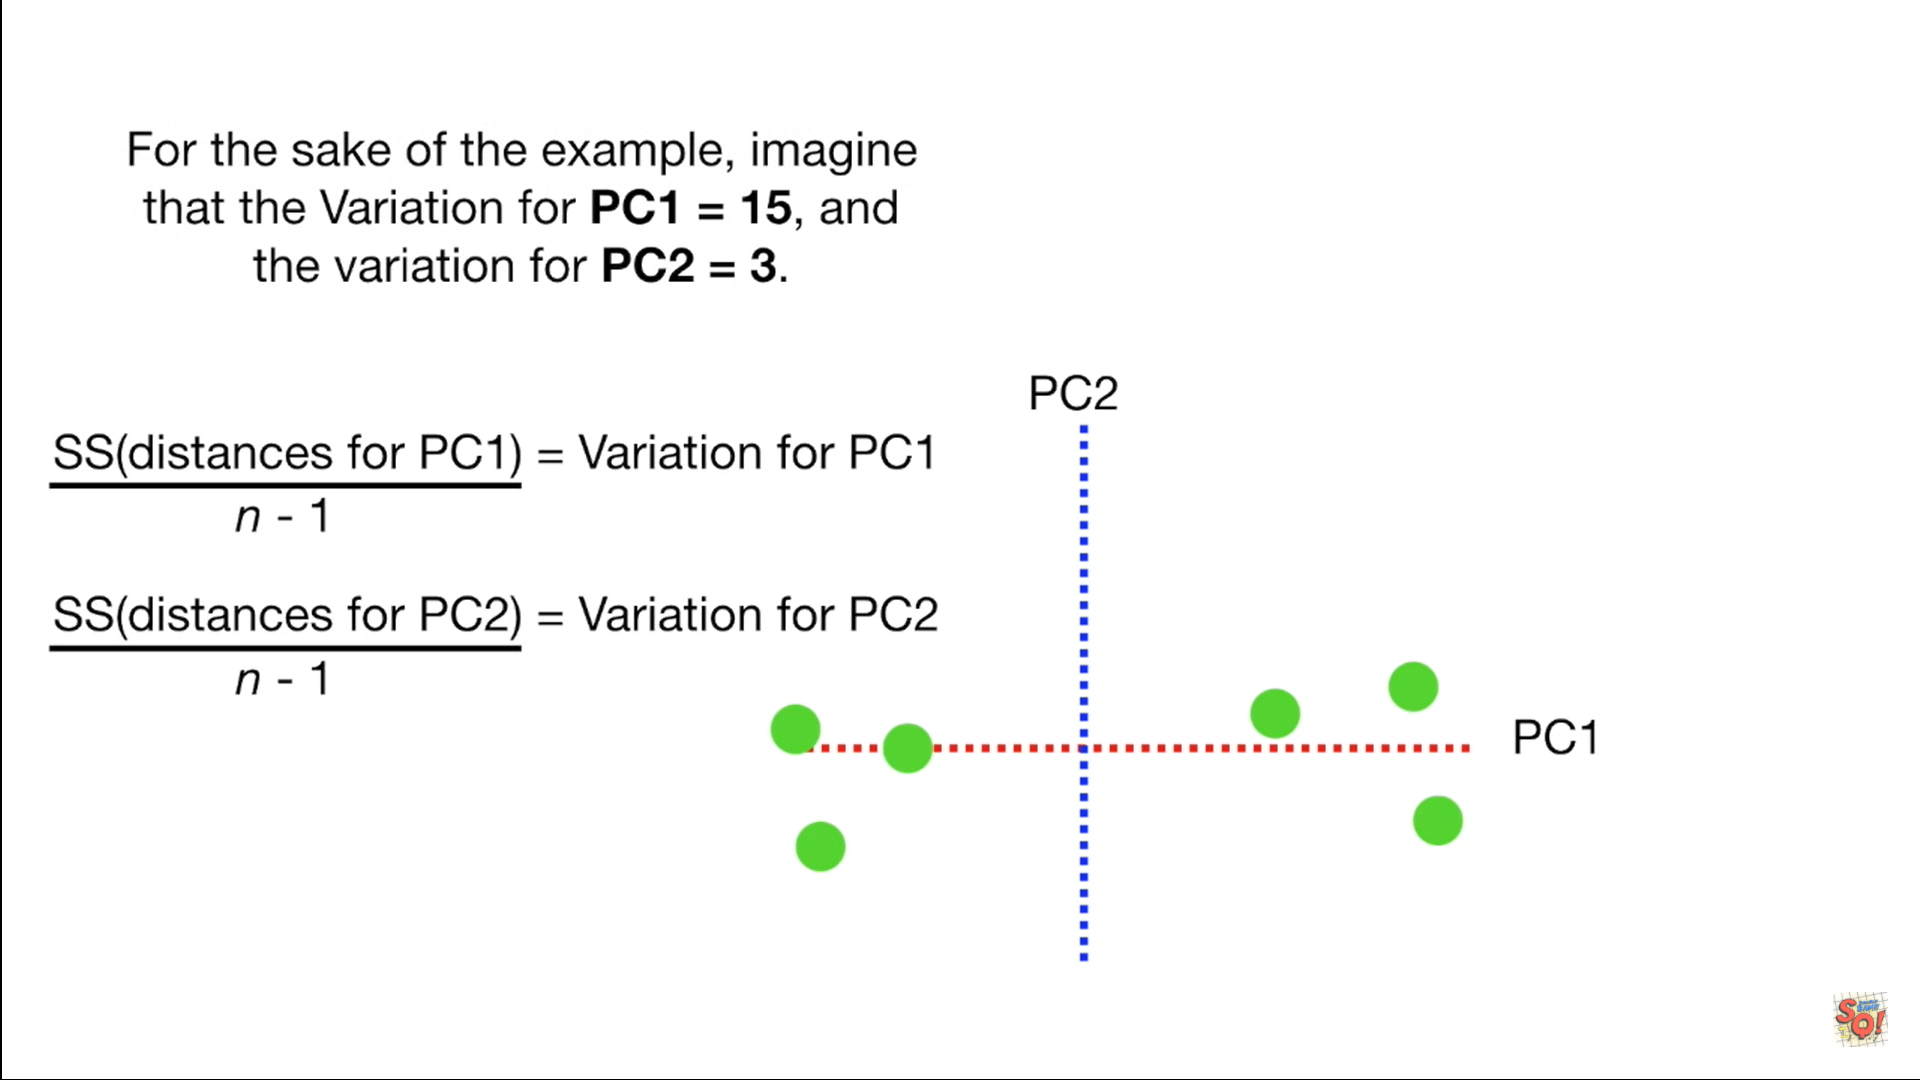 For the sake of the example, imagine
that the Variation for PC1 = 15, and
the variation for PC2 = 3.
SS(distances for PC1) = Variation for PC1
n - 1
SS(distances for PC2) = Variation for PC2
n - 1
PC2
PC1
SQ!